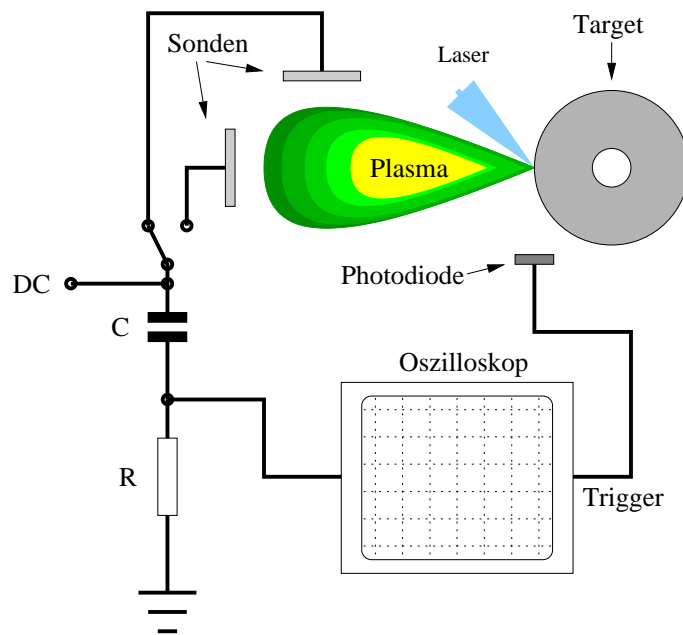 Target
Sonden
Laser
Plasma
Photodiode
DC
C
Oszilloskop
R
Trigger